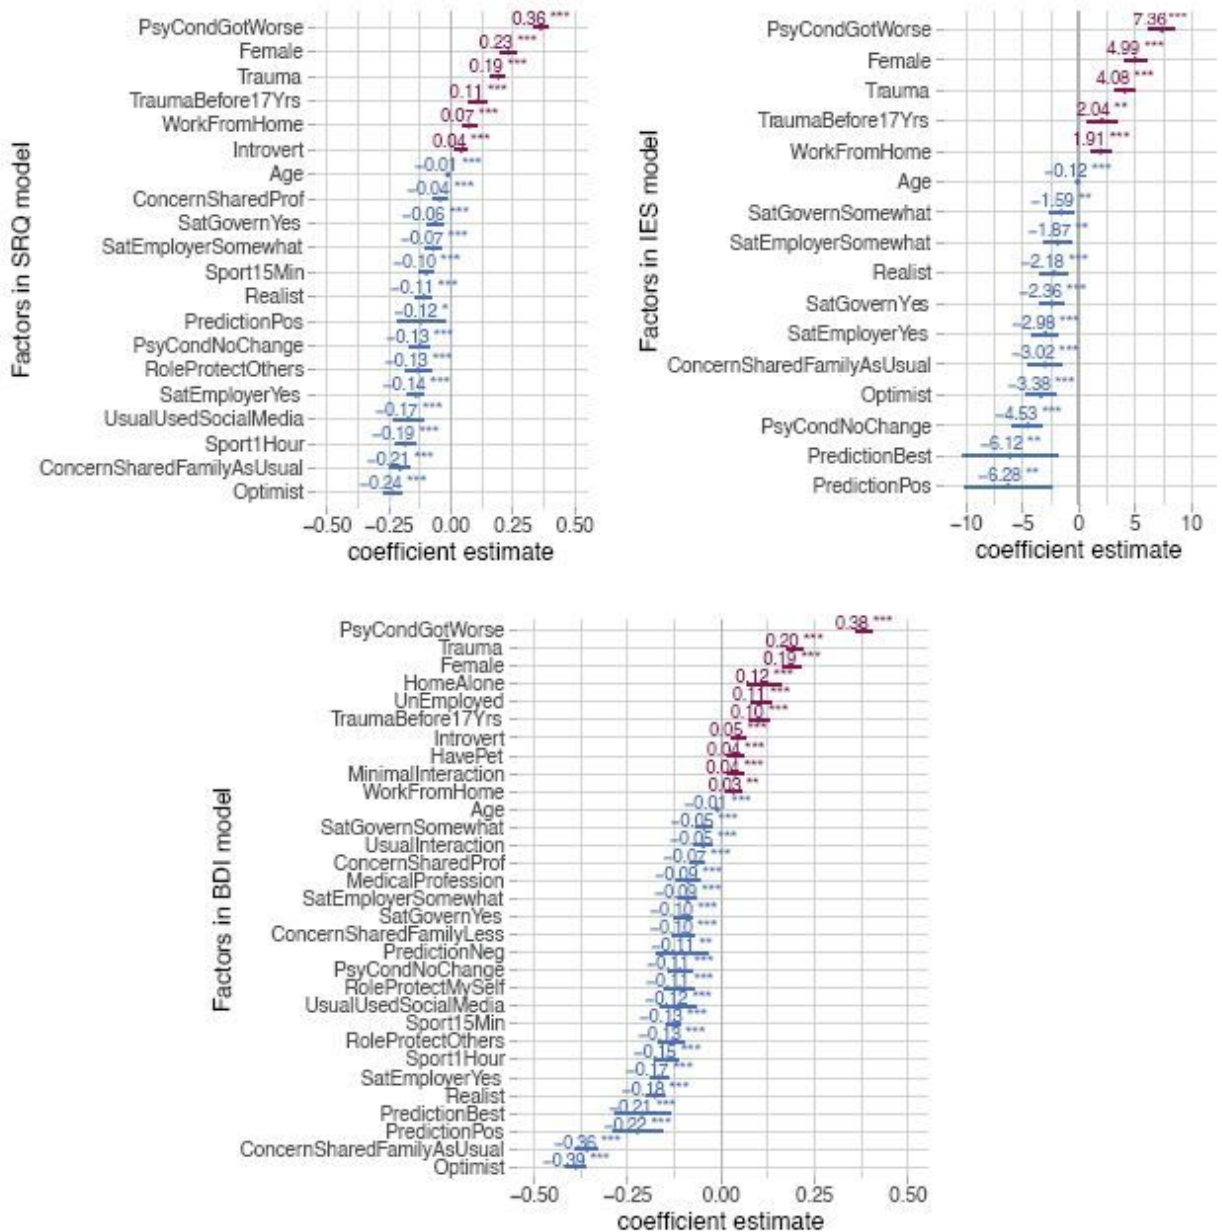 Factors in SRQ model
PsyCondGotWorse 0.36 ***
Female 0.23 ***
Trauma 0.19 ***
TraumaBefore17Yrs 0.11 ***
WorkFromHome 0.07 ***
Introvert 0.04 ***
Age −0.01 ***
ConcernSharedProf −0.04 ***
SatGovernYes −0.06 ***
SatEmployerSomewhat −0.07 ***
Sport15Min −0.10 ***
Realist −0.11 ***
PredictionPos −0.12 *
PsyCondNoChange −0.13 ***
RoleProtectOthers −0.13 ***
SatEmployerYes −0.14 ***
UsualUsedSocialMedia −0.17 ***
Sport1Hour −0.19 ***
ConcernSharedFamilyAsUsual −0.21 ***
Optimist −0.24 ***
−0.50 −0.25 0.00 0.25 0.50
coefficient estimate
Factors in IES model
PsyCondGotWorse 7.36 ***
Female 4.99 ***
Trauma 4.08 ***
TraumaBefore17Yrs 2.04 **
WorkFromHome 1.91 ***
Age −0.12 ***
SatGovernSomewhat −1.59 **
SatEmployerSomewhat −1.87 **
Realist −2.18 ***
SatGovernYes −2.36 ***
SatEmployerYes −2.98 ***
ConcernSharedFamilyAsUsual −3.02 ***
Optimist −3.38 ***
PsyCondNoChange −4.53 ***
PredictionBest −6.12 **
PredictionPos −6.28 **
−10 −5 0 5 10
coefficient estimate
Factors in BDI model
PsyCondGotWorse 0.38 ***
Trauma 0.20 ***
Female 0.19 ***
HomeAlone 0.12 ***
UnEmployed 0.11 ***
TraumaBefore17Yrs 0.10 ***
Introvert 0.05 ***
HavePet 0.04 ***
MinimalInteraction 0.04 ***
WorkFromHome 0.03 **
Age −0.01 ***
SatGovernSomewhat −0.05 ***
UsualInteraction −0.05 ***
ConcernSharedProf −0.07 ***
MedicalProfession −0.09 ***
SatEmployerSomewhat −0.09 ***
SatGovernYes −0.10 ***
ConcernSharedFamilyLess −0.10 ***
PredictionNeg −0.11 **
PsyCondNoChange −0.11 ***
RoleProtectMySelf −0.11 ***
UsualUsedSocialMedia −0.12 ***
Sport15Min −0.13 ***
RoleProtectOthers −0.13 ***
Sport1Hour −0.15 ***
SatEmployerYes −0.17 ***
Realist −0.18 ***
PredictionBest −0.21 ***
PredictionPos −0.22 ***
ConcernSharedFamilyAsUsual −0.36 ***
Optimist −0.39 ***
−0.50 −0.25 0.00 0.25 0.50
coefficient estimate